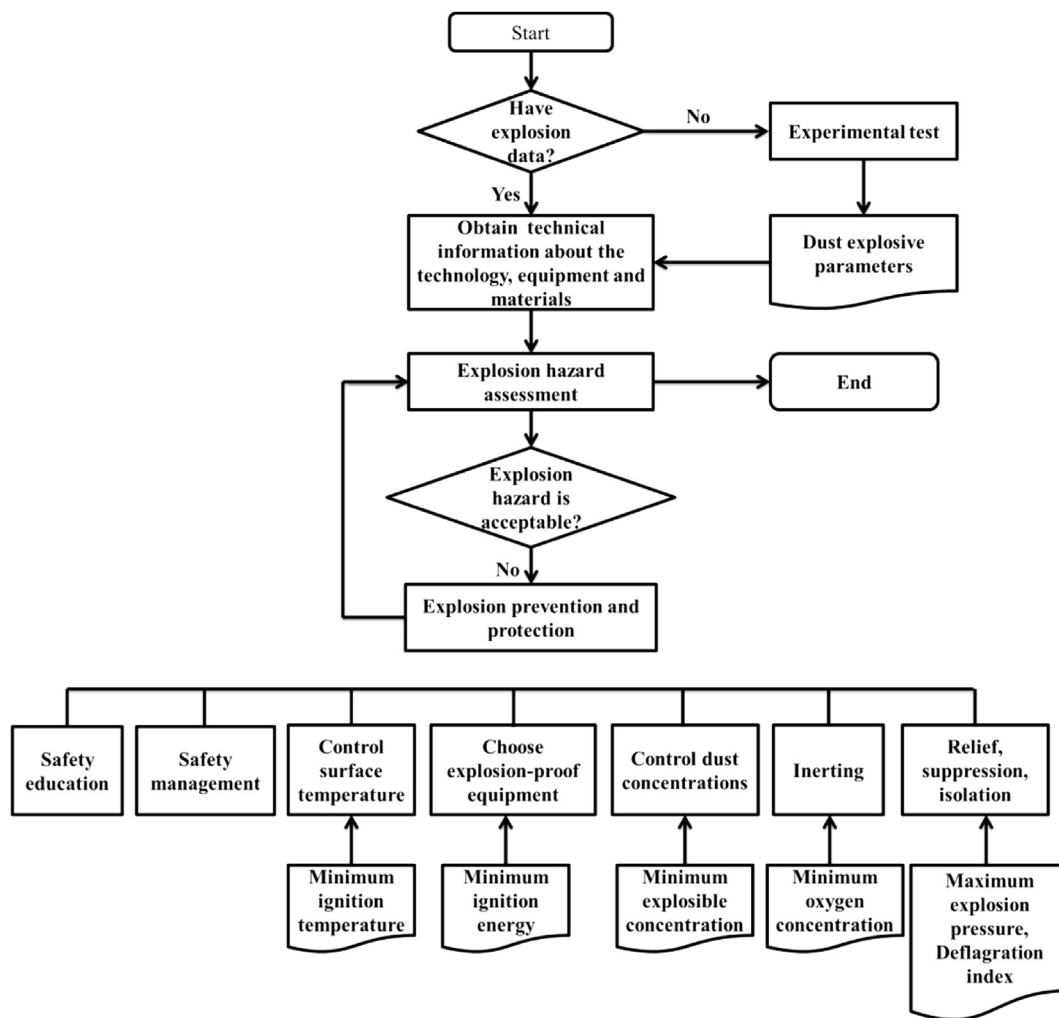 Start
Have
explosion
data?
No
Experimental test
Yes
Obtain technical
information about the
technology, equipment and
materials
Dust explosive
parameters
Explosion hazard
assessment
End
Explosion
hazard is
acceptable?
No
Explosion prevention and
protection
Safety
education
Safety
management
Control
surface
temperature
Choose
explosion-proof
equipment
Control dust
concentrations
Inerting
Relief,
suppression,
isolation
Minimum
ignition
temperature
Minimum
ignition
energy
Minimum
explosible
concentration
Minimum
oxygen
concentration
Maximum
explosion
pressure,
Deflagration
index